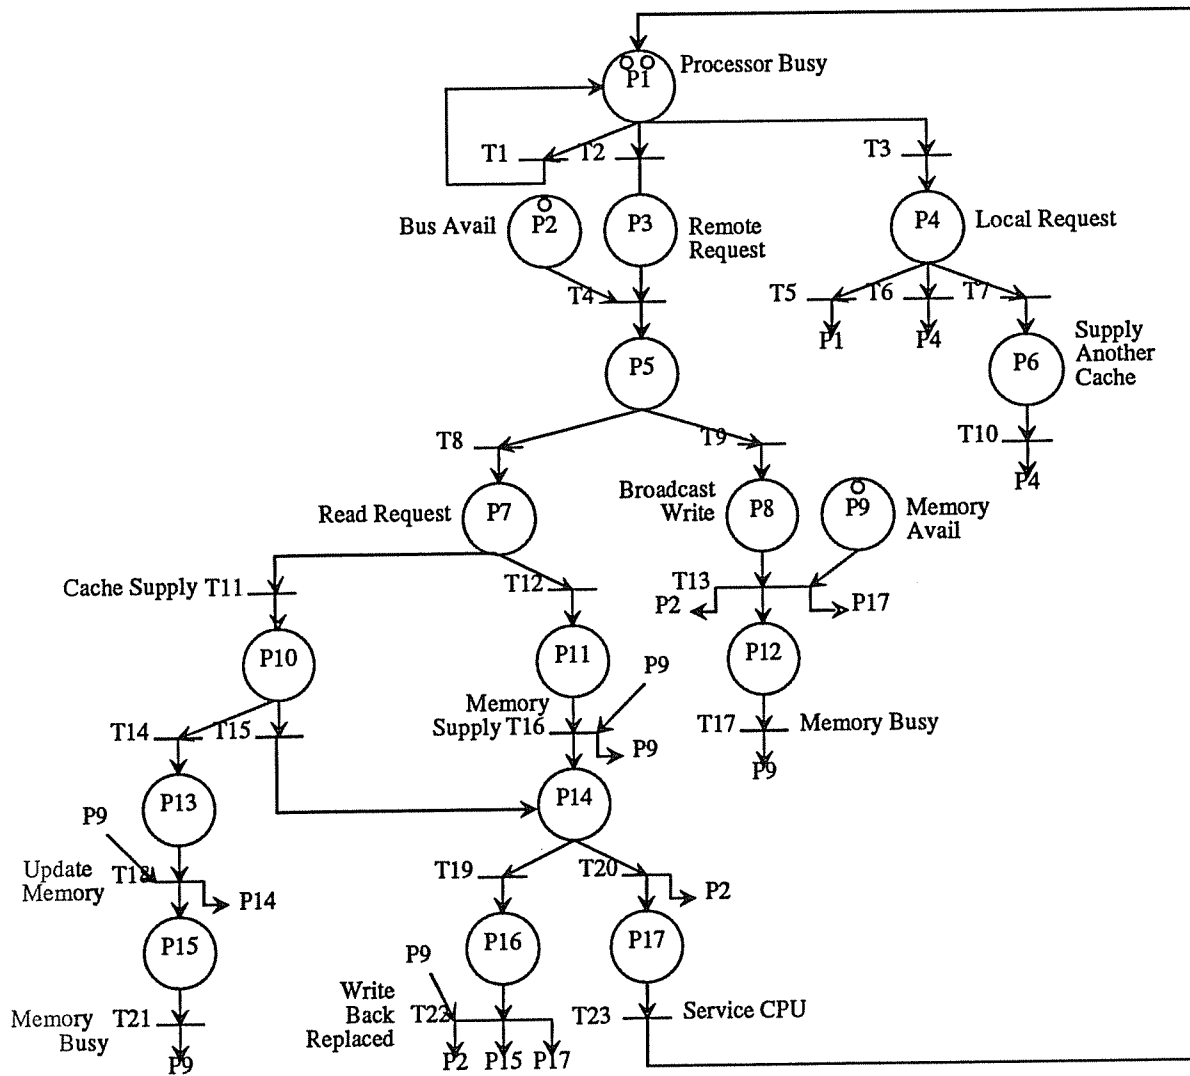 P1
Processor Busy
T1
T2
T3
Bus Avail
P2
P3
Remote
Request
P4
Local Request
T4
T5
T6
T7
P1
P4
P5
P6
Supply
Another
Cache
T8
T9
T10
P4
Read Request
P7
Broadcast
Write
P8
P9
Memory
Avail
Cache Supply T11
T12
T13
P2
P17
P10
P11
P9
P12
Memory
Supply T16
P9
T14
T15
T17
Memory Busy
P9
P13
P14
P9
Update
Memory
T18
P14
T19
T20
P2
P15
P16
P17
P9
Write
Back
Replaced
T22
T23
Service CPU
Memory
Busy
T21
P9
P2
P15
P17